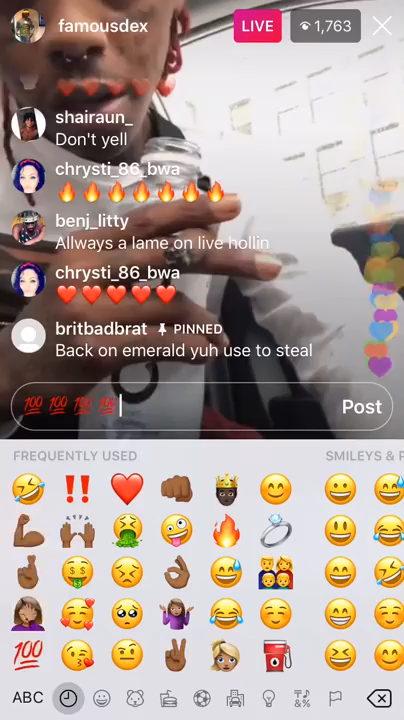 famousdex
LIVE
1,763
shairaun_
Don't yell
chrysti_86_bwa
🔥🔥🔥🔥🔥🔥🔥
benj_litty
Allways a lame on live hollin
chrysti_86_bwa
❤️❤️❤️❤️❤️
britbadbrat PINNED
Back on emerald yuh use to steal
💯💯💯💯
Post
FREQUENTLY USED SMILEYS & P
ABC